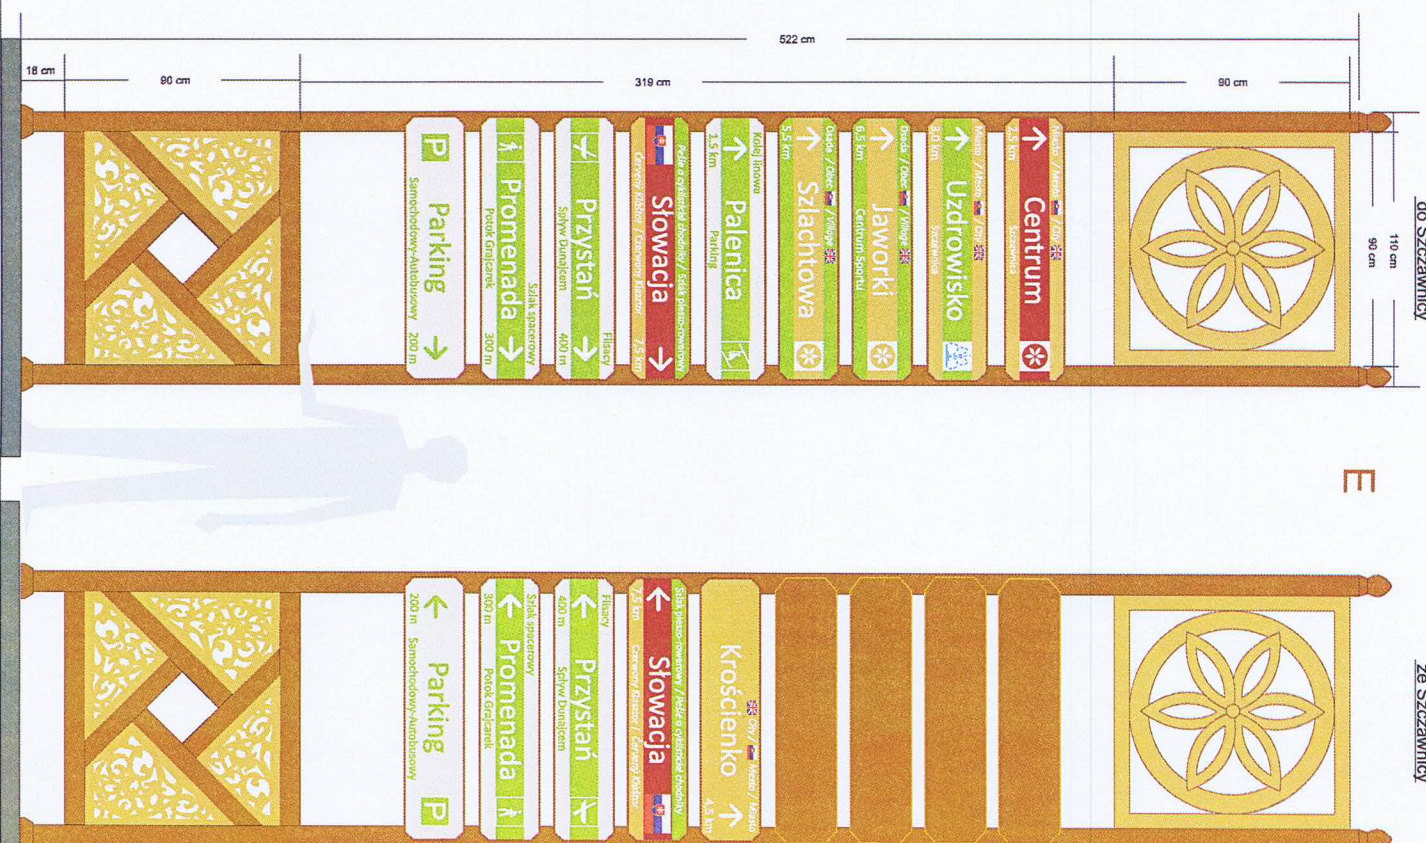 do Szczawnicy
110 cm
90 cm
522 cm
90 cm
319 cm
90 cm
18 cm
Miasto / Mesto / City
Centrum
2,5 km Szczawnica
Miasto / Mesto / City
Uzdrowisko
3,0 km Szczawnica
Osada / Obec / Village
Jaworki
6,5 km Centrum Sportu
Osada / Obec / Village
Szlachtowa
5,5 km
Kolej linowa
Palenica
1,5 km Parking
Pešie a cyklistické chodníky / Szlak pieszo-rowerowy
Słowacja
Červený Kláštor / Czerwony Klasztor 7,5 km
Flisacy
Przystań
Spływ Dunajcem 400 m
Szlak spacerowy
Promenada
Potok Grajcarek 300 m
P Parking
Samochodowy-Autobusowy 200 m
E
ze Szczawnicy
City / Mesto / Miasto
Krościenko
4,5 km
Szlak pieszo-rowerowy / Pešie a cyklistické chodníky
Słowacja
7,5 km Czerwony Klasztor / Červený Kláštor
Flisacy
Przystań
400 m Spływ Dunajcem
Szlak spacerowy
Promenada
300 m Potok Grajcarek
Parking P
200 m Samochodowy-Autobusowy